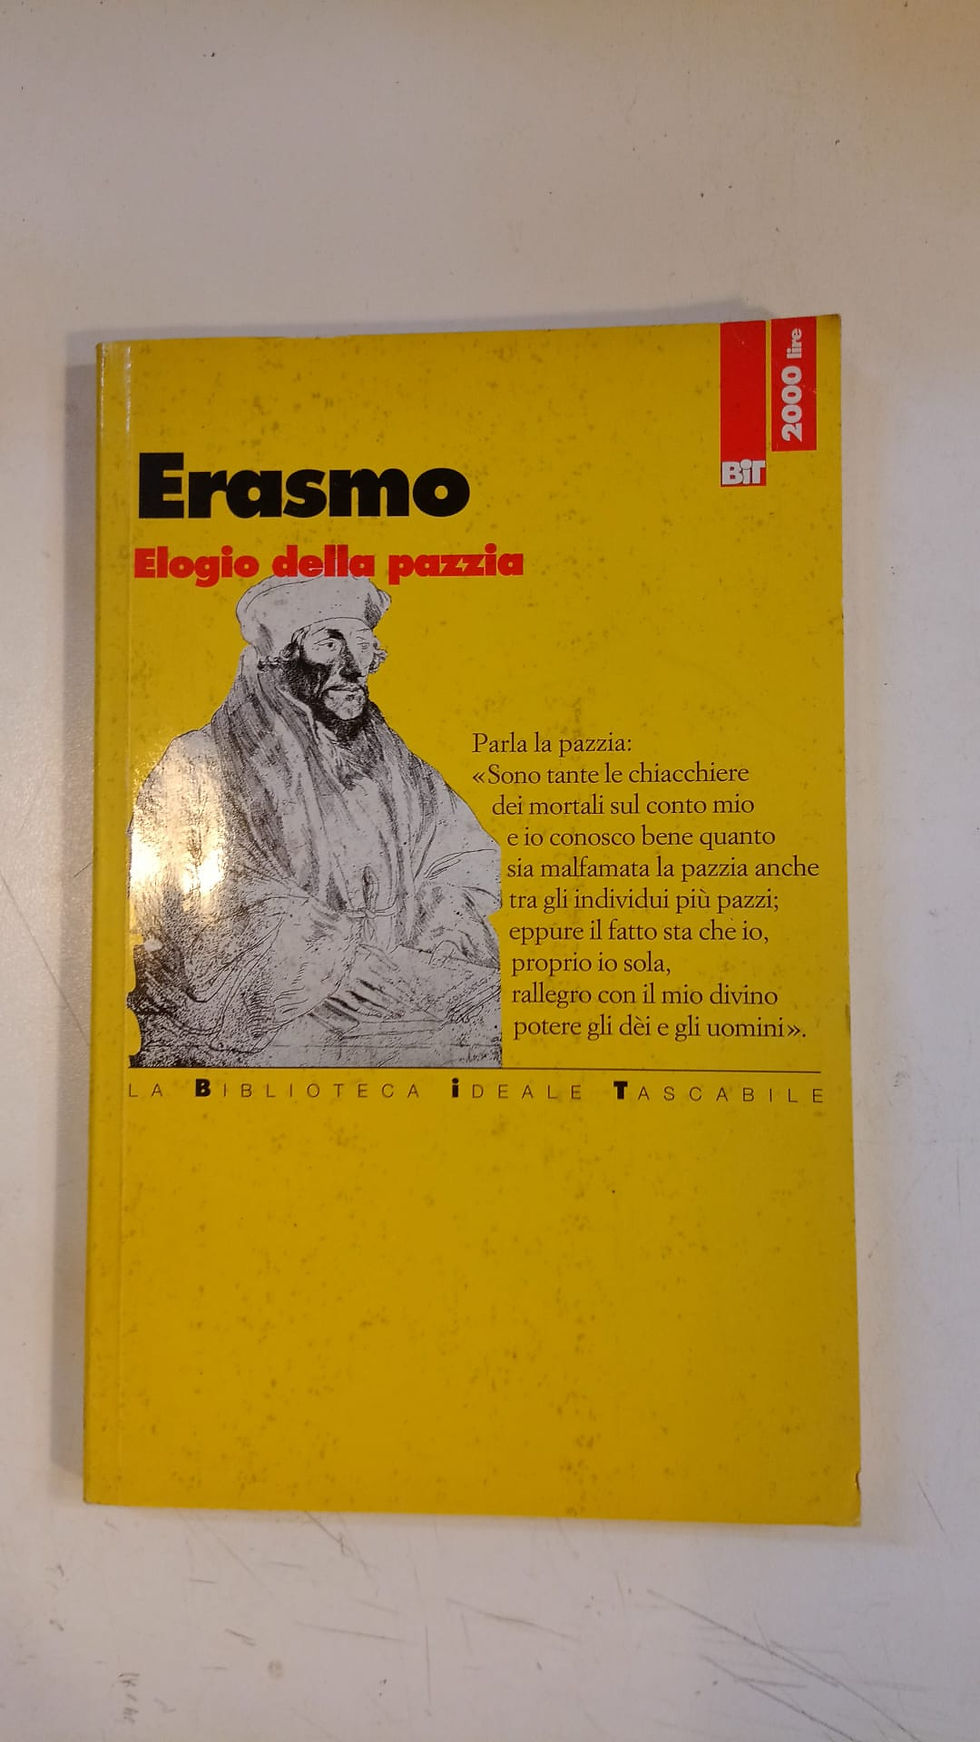 2000 lire
BiT
Erasmo
Elogio della pazzia
Parla la pazzia:
«Sono tante le chiacchiere
dei mortali sul conto mio
e io conosco bene quanto
sia malfamata la pazzia anche
tra gli individui più pazzi;
eppure il fatto sta che io,
proprio io sola,
rallegro con il mio divino
potere gli dèi e gli uomini».
LA BIBLIOTECA iDEALE TASCABILE